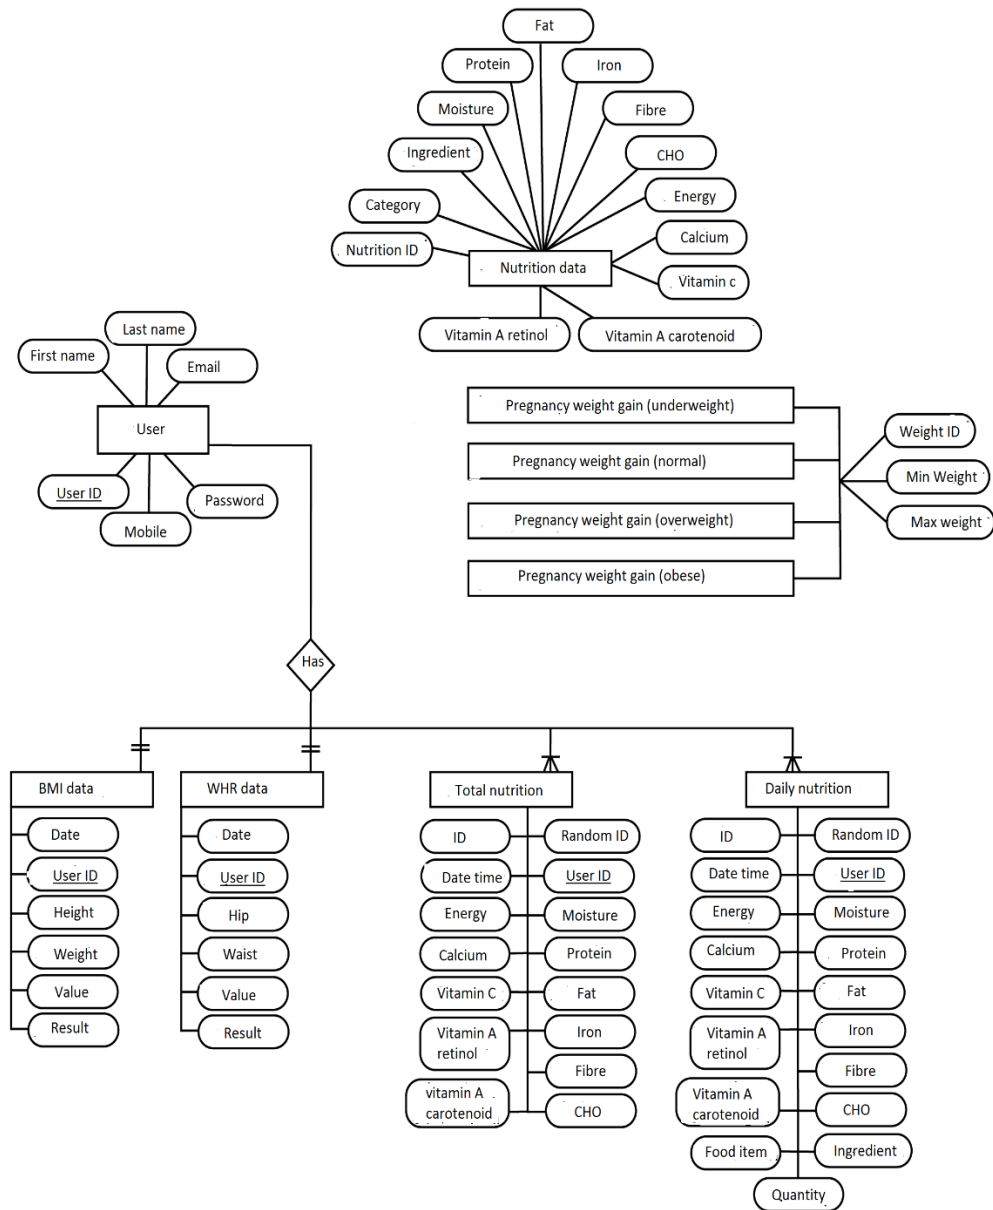 Fat
Protein
Iron
Moisture
Fibre
Ingredient
CHO
Category
Energy
Nutrition ID
Calcium
Nutrition data
Vitamin c
Vitamin A retinol
Vitamin A carotenoid
Last name
First name
Email
User
User ID
Password
Mobile
Pregnancy weight gain (underweight)
Pregnancy weight gain (normal)
Pregnancy weight gain (overweight)
Pregnancy weight gain (obese)
Weight ID
Min Weight
Max weight
Has
BMI data
Date
User ID
Height
Weight
Value
Result
WHR data
Date
User ID
Hip
Waist
Value
Result
Total nutrition
ID
Random ID
Date time
User ID
Energy
Moisture
Calcium
Protein
Vitamin C
Fat
Vitamin A
retinol
Iron
Fibre
vitamin A
carotenoid
CHO
Daily nutrition
ID
Random ID
Date time
User ID
Energy
Moisture
Calcium
Protein
Vitamin C
Fat
Vitamin A
retinol
Iron
Fibre
Vitamin A
carotenoid
CHO
Food item
Ingredient
Quantity